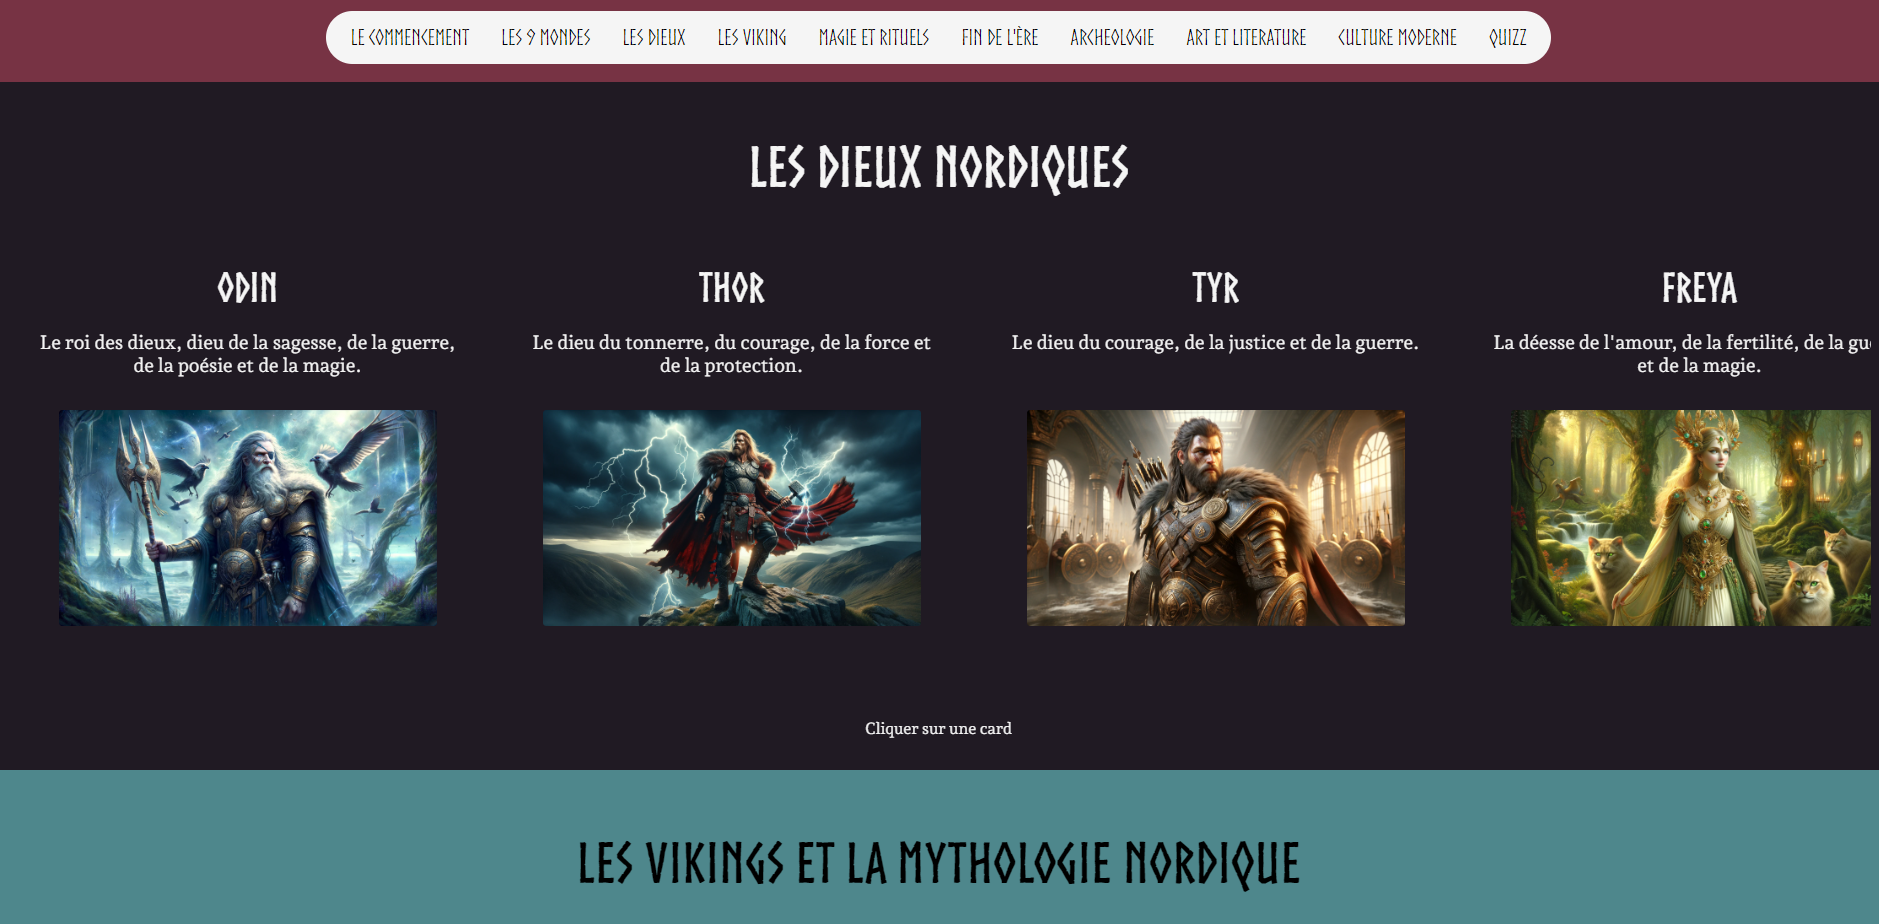 LE COMMENCEMENT LES 9 MONDES LES DIEUX LES VIKING MAGIE ET RITUELS FIN DE L'ÈRE ARCHEOLOGIE ART ET LITERATURE CULTURE MODERNE QUIZZ
LES DIEUX NORDIQUES
ODIN
Le roi des dieux, dieu de la sagesse, de la guerre,
de la poésie et de la magie.
THOR
Le dieu du tonnerre, du courage, de la force et
de la protection.
TYR
Le dieu du courage, de la justice et de la guerre.
FREYA
La déesse de l'amour, de la fertilité, de la
et de la magie.
Cliquer sur une card
LES VIKINGS ET LA MYTHOLOGIE NORDIQUE